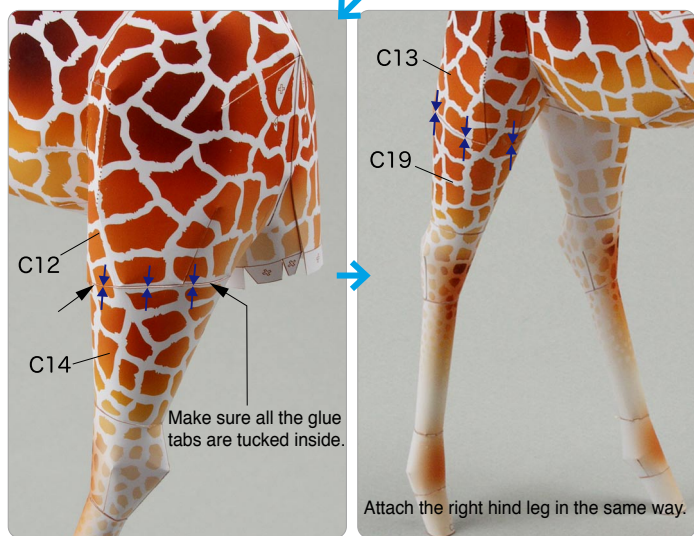 C12
C14
Make sure all the glue
tabs are tucked inside.
C13
C19
Attach the right hind leg in the same way.